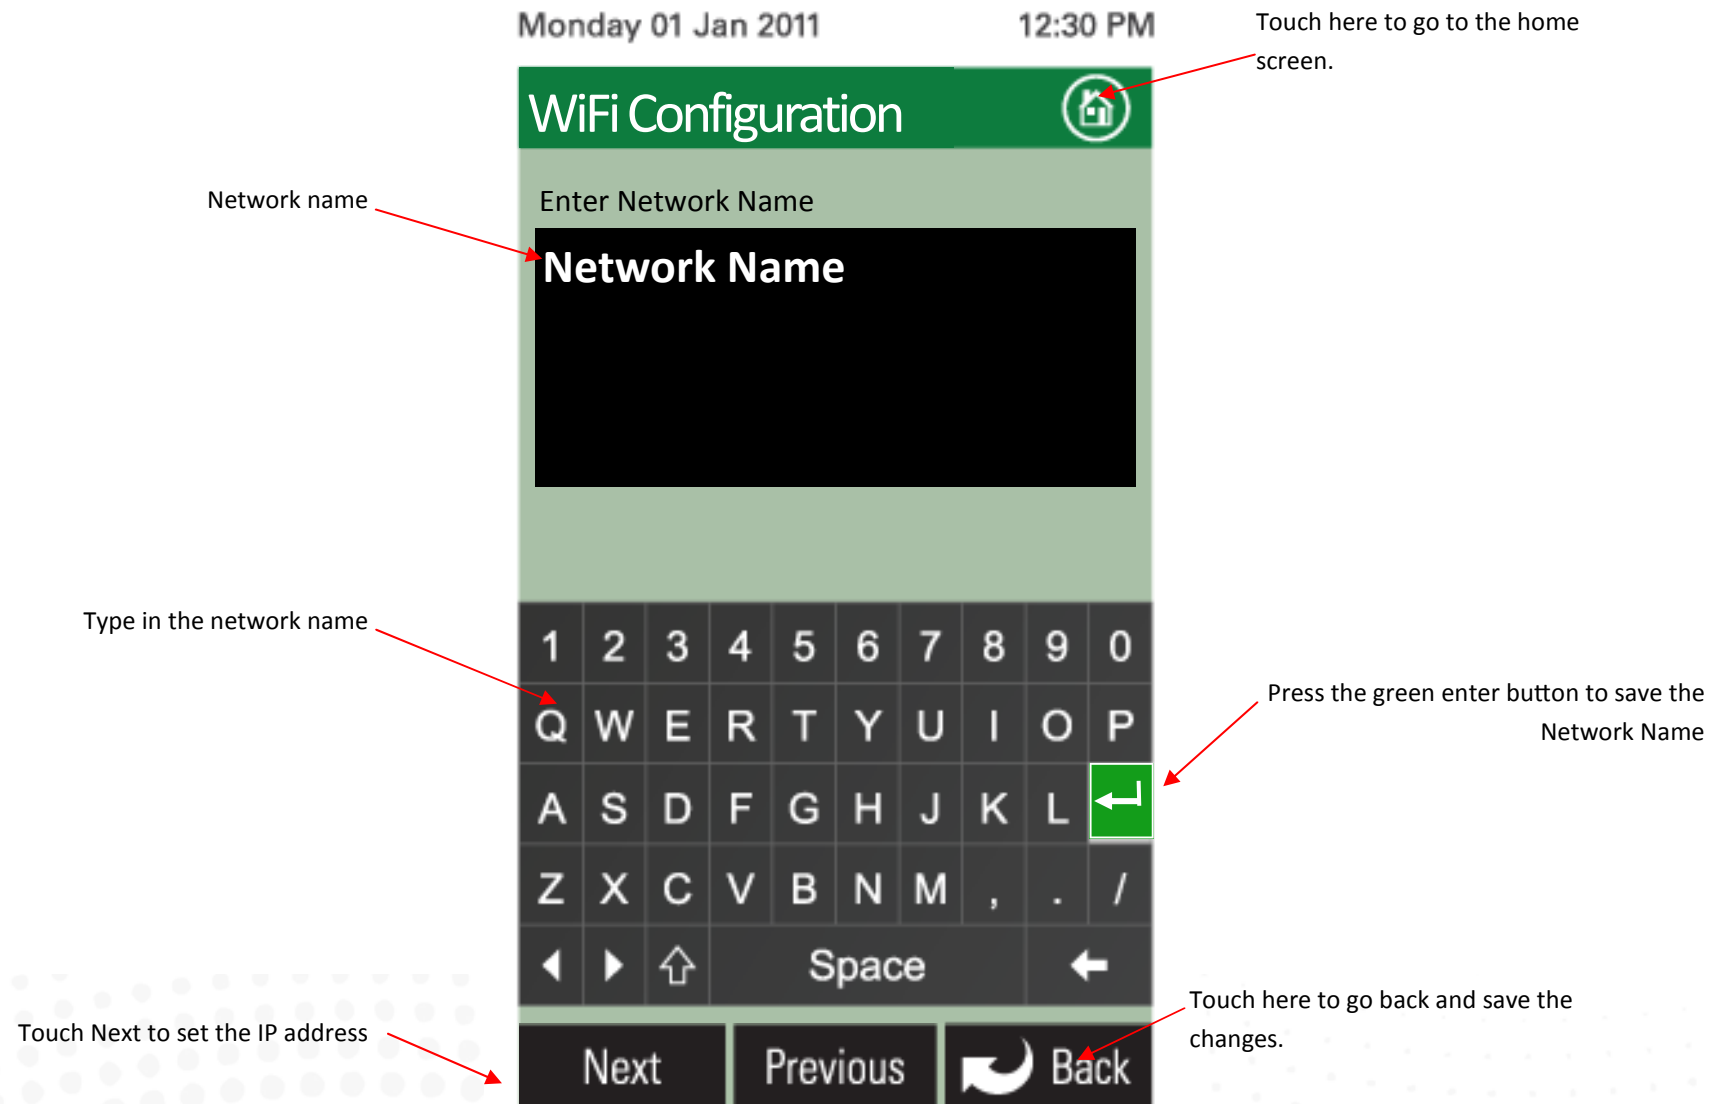 Monday 01 Jan 2011 12:30 PM
Touch here to go to the home
screen.
WiFi Configuration
Network name
Enter Network Name
Network Name
Type in the network name
1 2 3 4 5 6 7 8 9 0
Press the green enter button to save the
Network Name
Q W E R T Y U I O P
A S D F G H J K L
Z X C V B N M , . /
Space
Touch here to go back and save the
changes.
Touch Next to set the IP address
Next Previous Back